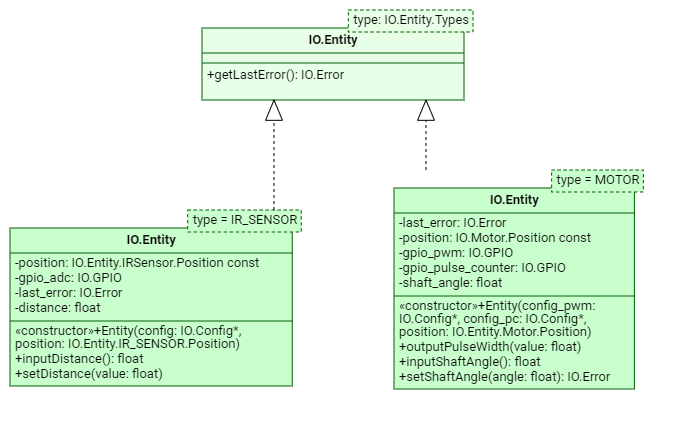 type: IO.Entity.Types
IO.Entity
+getLastError(): IO.Error
type = IR_SENSOR
IO.Entity
-position: IO.Entity.IRSensor.Position const
-gpio_adc: IO.GPIO
-last_error: IO.Error
-distance: float
«constructor»+Entity(config: IO.Config*,
position: IO.Entity.IR_SENSOR.Position)
+inputDistance(): float
+setDistance(value: float)
type = MOTOR
IO.Entity
-last_error: IO.Error
-position: IO.Motor.Position const
-gpio_pwm: IO.GPIO
-gpio_pulse_counter: IO.GPIO
-shaft_angle: float
«constructor»+Entity(config_pwm:
IO.Config*, config_pc: IO.Config*,
position: IO.Entity.Motor.Position)
+outputPulseWidth(value: float)
+inputShaftAngle(): float
+setShaftAngle(angle: float): IO.Error